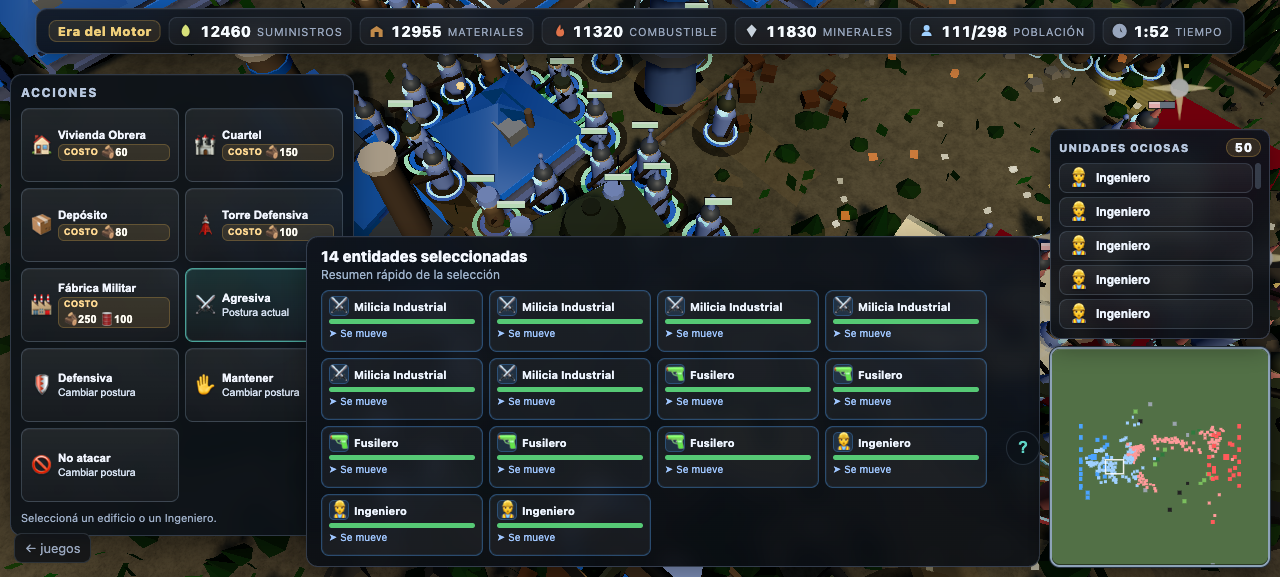 Era del Motor
12460 SUMINISTROS
12955 MATERIALES
11320 COMBUSTIBLE
11830 MINERALES
111/298 POBLACIÓN
1:52 TIEMPO
ACCIONES
Vivienda Obrera
COSTO 60
Cuartel
COSTO 150
Depósito
COSTO 80
Torre Defensiva
COSTO 100
Fábrica Militar
COSTO
250 100
Agresiva
Postura actual
Defensiva
Cambiar postura
Mantener
Cambiar postura
No atacar
Cambiar postura
Seleccioná un edificio o un Ingeniero.
← juegos
14 entidades seleccionadas
Resumen rápido de la selección
Milicia Industrial
➤ Se mueve
Milicia Industrial
➤ Se mueve
Milicia Industrial
➤ Se mueve
Milicia Industrial
➤ Se mueve
Milicia Industrial
➤ Se mueve
Milicia Industrial
➤ Se mueve
Fusilero
➤ Se mueve
Fusilero
➤ Se mueve
Fusilero
➤ Se mueve
Fusilero
➤ Se mueve
Fusilero
➤ Se mueve
Ingeniero
➤ Se mueve
Ingeniero
➤ Se mueve
Ingeniero
➤ Se mueve
?
UNIDADES OCIOSAS 50
Ingeniero
Ingeniero
Ingeniero
Ingeniero
Ingeniero